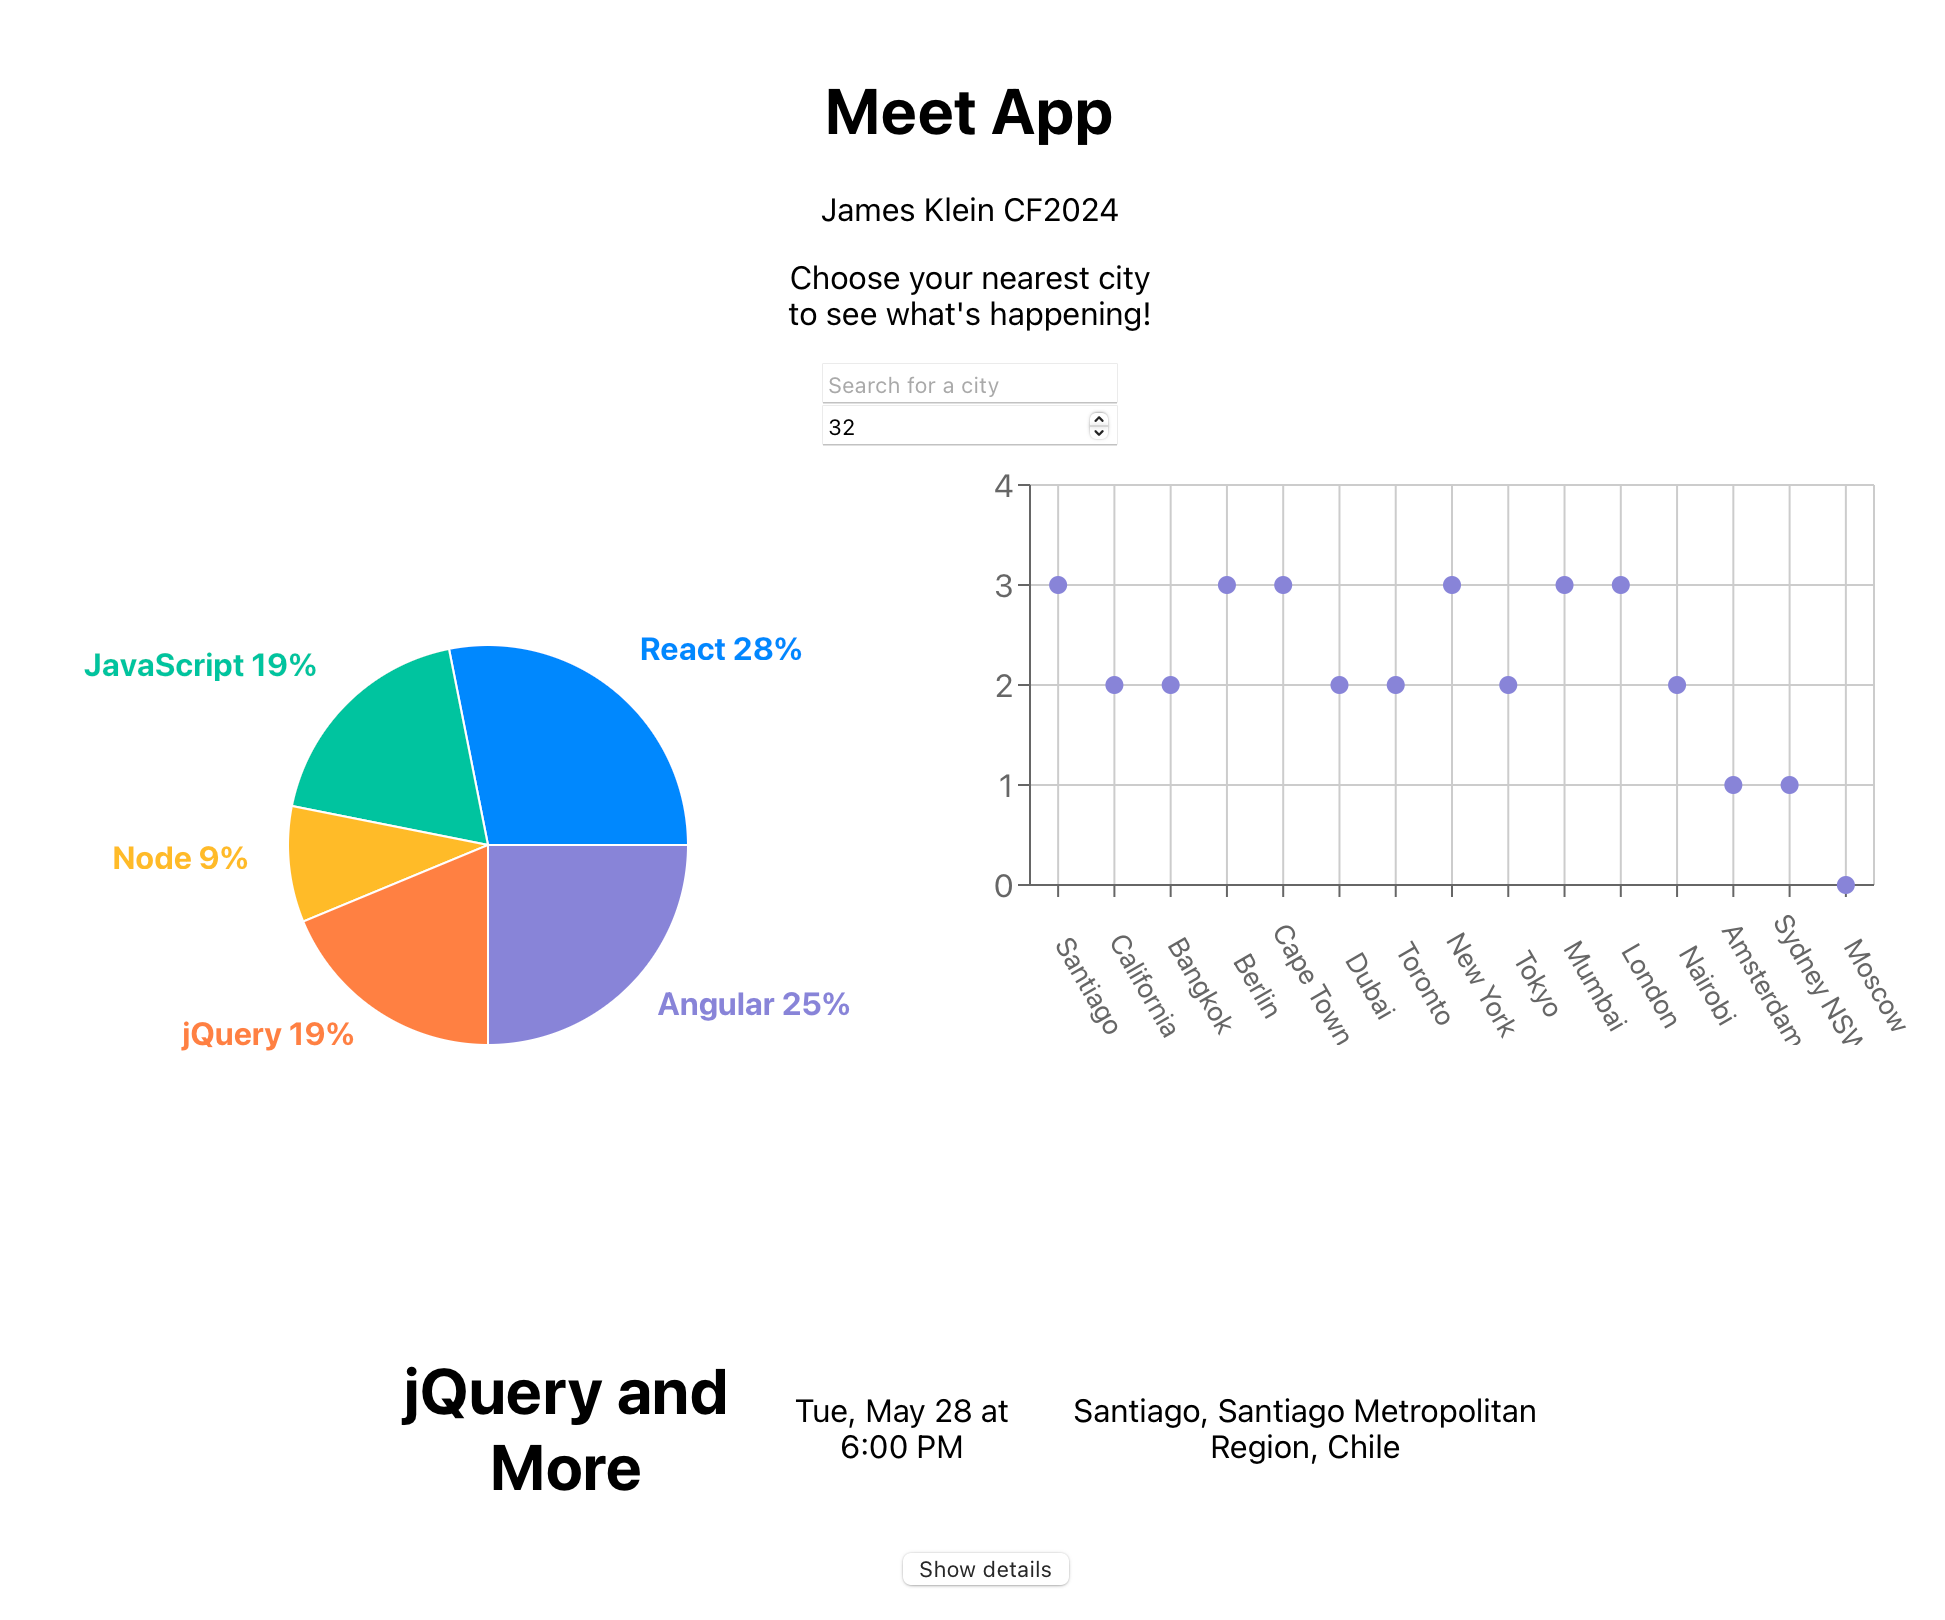 Meet App
James Klein CF2024
Choose your nearest city
to see what's happening!
Search for a city
32
JavaScript 19%
React 28%
Node 9%
Angular 25%
jQuery 19%
4
3
2
1
0
Santiago
California
Bangkok
Berlin
Cape Town
Dubai
Toronto
New York
Tokyo
Mumbai
London
Nairobi
Amsterdam
Sydney NSW
Moscow
jQuery and
More
Tue, May 28 at
6:00 PM
Santiago, Santiago Metropolitan
Region, Chile
Show details